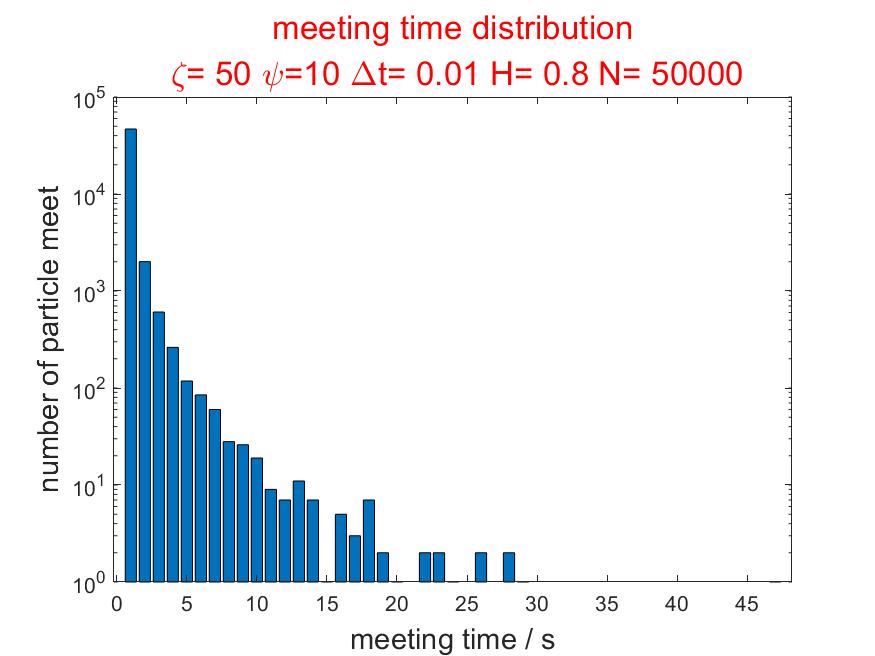 meeting time distribution
ζ= 50 ψ=10 Δt= 0.01 H= 0.8 N= 50000
number of particle meet
10^5
10^4
10^3
10^2
10^1
10^0
0 5 10 15 20 25 30 35 40 45
meeting time / s